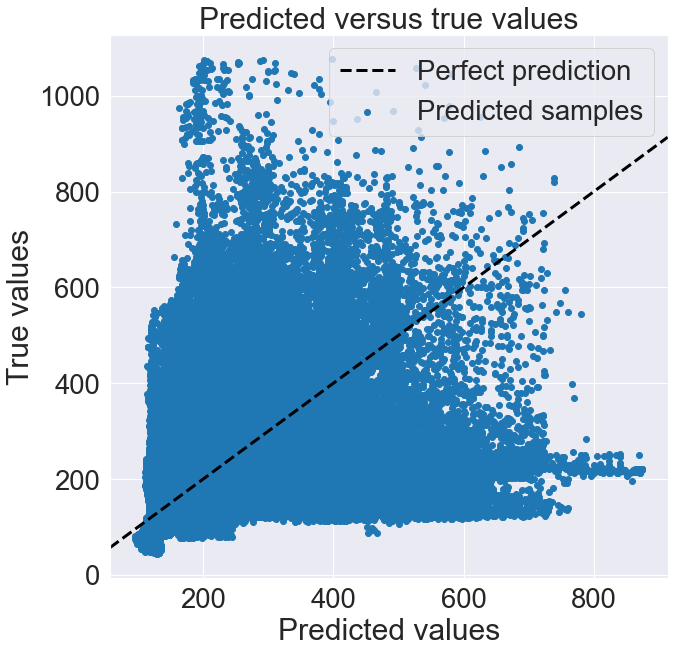 Predicted versus true values
Perfect prediction
Predicted samples
True values
1000
800
600
400
200
0
200 400 600 800
Predicted values